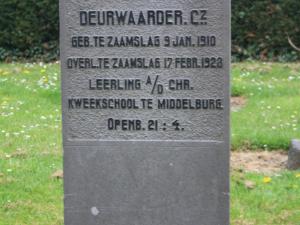 DEURWAARDER. CZ
GEB. TE ZAAMSLAG 9 JAN. 1910
OVERL. TE ZAAMSLAG 17 FEBR. 1928
LEERLING A/D CHR.
KWEEKSCHOOL TE MIDDELBURG.
OPENB. 21 : 4.